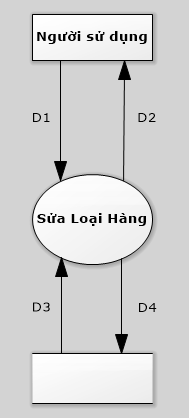 Người sử dụng
D1
D2
Sửa Loại Hàng
D3
D4